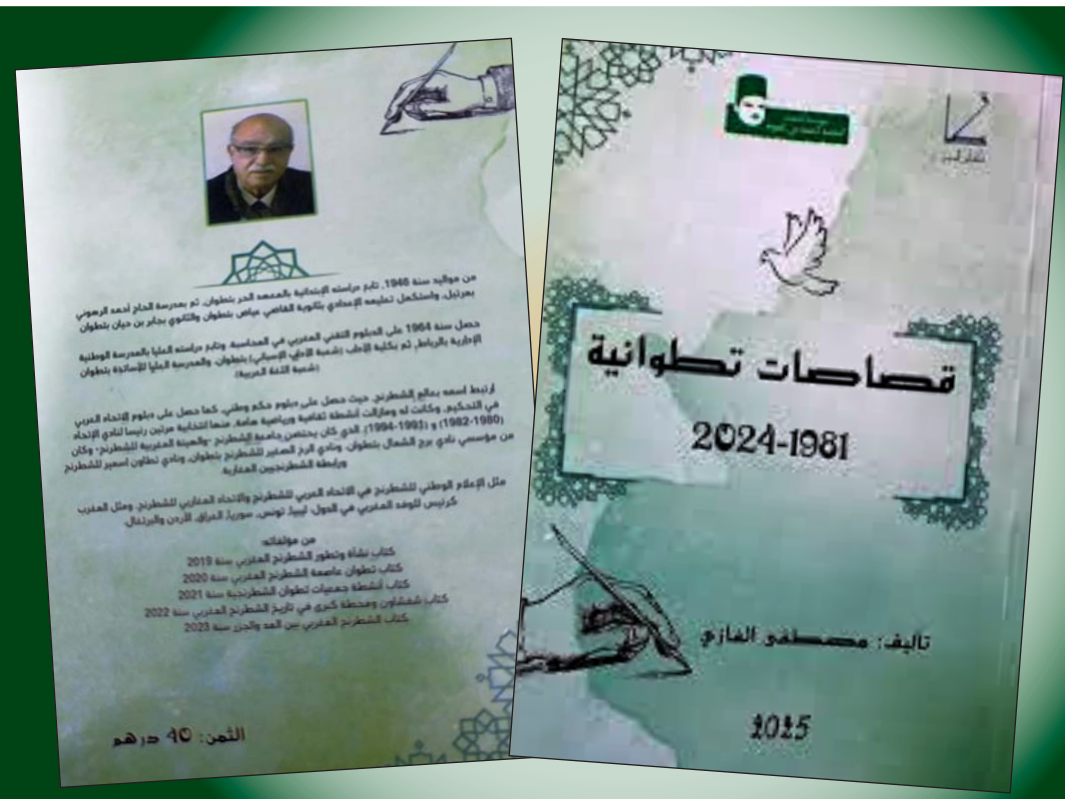 قصاصات تطوانية
2024-1981
تأليف: مصطفى الغازي
2025
من مواليد سنة 1946، تابع دراسته الإبتدائية بالمعهد الحر بتطوان، ثم بمدرسة الحاج أحمد الرهوني
بمرتيل، واستكمل تعليمه الإعدادي بثانوية القاضي عياض بتطوان والثانوي بجابر بن حيان بتطوان
حصل سنة 1964 على الدبلوم التقني المغربي في المحاسبة، وتابع دراسته العليا بالمدرسة الوطنية
الإدارية بالرباط، ثم بكلية الآداب (شعبة الأدب الإسباني) بتطوان، والمدرسة العليا للأساتذة بتطوان
(شعبة اللغة العربية)
ارتبط اسمه بعالم الشطرنج، حيث حصل على دبلوم حكم وطني، كما حصل على دبلوم الإتحاد العربي
في التحكيم، وكانت له ومازالت أنشطة ثقافية ورياضية هامة، منها انتخابه مرتين رئيسا لنادي الإتحاد
(1980-1982) و (1993-1994)، الذي كان يحتضن جامعة الشطرنج -والهيئة المغربية للشطرنج- وكان
من مؤسسي نادي برج الشمال بتطوان، ونادي الرخ الصغير للشطرنج بتطوان، ونادي تطاون أسمير للشطرنج
ورابطة الشطرنجيين المغاربة.
مثل الإعلام الوطني للشطرنج في الاتحاد العربي للشطرنج والاتحاد المغاربي للشطرنج، ومثل المغرب
كرئيس للوفد المغربي في الدول: ليبيا، تونس، سوريا، العراق، الأردن والبرتغال.
من مؤلفاته:
كتاب نشأة وتطور الشطرنج المغربي سنة 2019
كتاب تطوان عاصمة الشطرنج المغربي سنة 2020
كتاب أنشطة جمعيات تطوان الشطرنجية سنة 2021
كتاب شفشاون ومحطة كبرى في تاريخ الشطرنج المغربي سنة 2022
كتاب الشطرنج المغربي بين المد والجزر سنة 2023
الثمن: 40 درهم